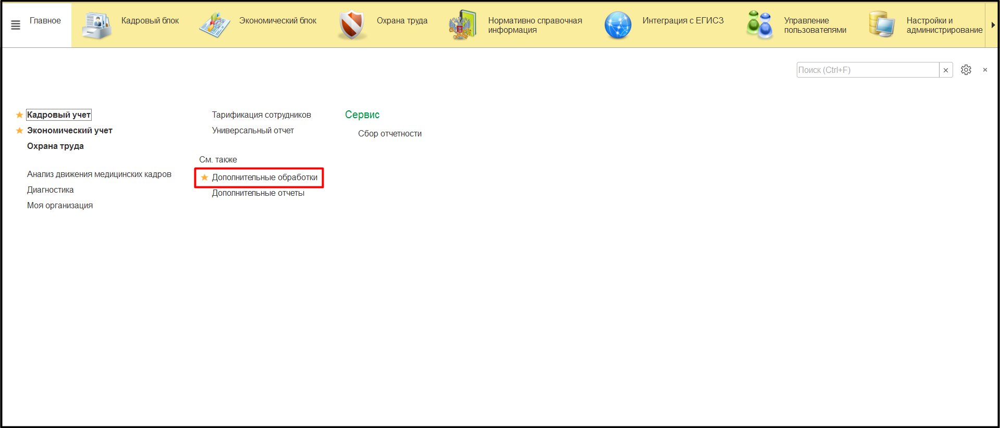 Главное
Кадровый блок
Экономический блок
Охрана труда
Нормативно справочная
информация
Интеграция с ЕГИСЗ
Управление
пользователями
Настройки и
администрирование
Поиск (Ctrl+F)
Кадровый учет
Экономический учет
Охрана труда
Анализ движения медицинских кадров
Диагностика
Моя организация
Тарификация сотрудников
Универсальный отчет
См. также
Дополнительные обработки
Дополнительные отчеты
Сервис
Сбор отчетности